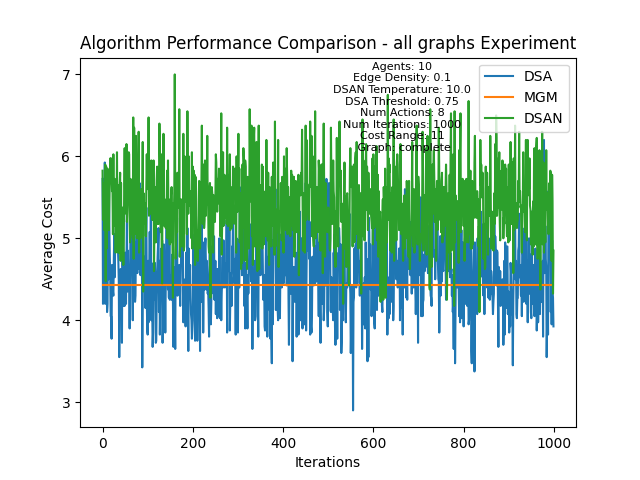 Algorithm Performance Comparison - all graphs Experiment
Agents: 10
Edge Density: 0.1
DSAN Temperature: 10.0
DSA Threshold: 0.75
Num Actions: 8
Num Iterations: 1000
Cost Range: 11
Graph: complete
DSA
MGM
DSAN
7
6
5
4
3
Average Cost
0
200
400
600
800
1000
Iterations